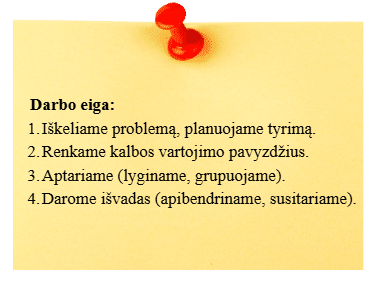 Darbo eiga:
1. Iškeliame problemą, planuojame tyrimą.
2. Renkame kalbos vartojimo pavyzdžius.
3. Aptariame (lyginame, grupuojame).
4. Darome išvadas (apibendriname, susitariame).